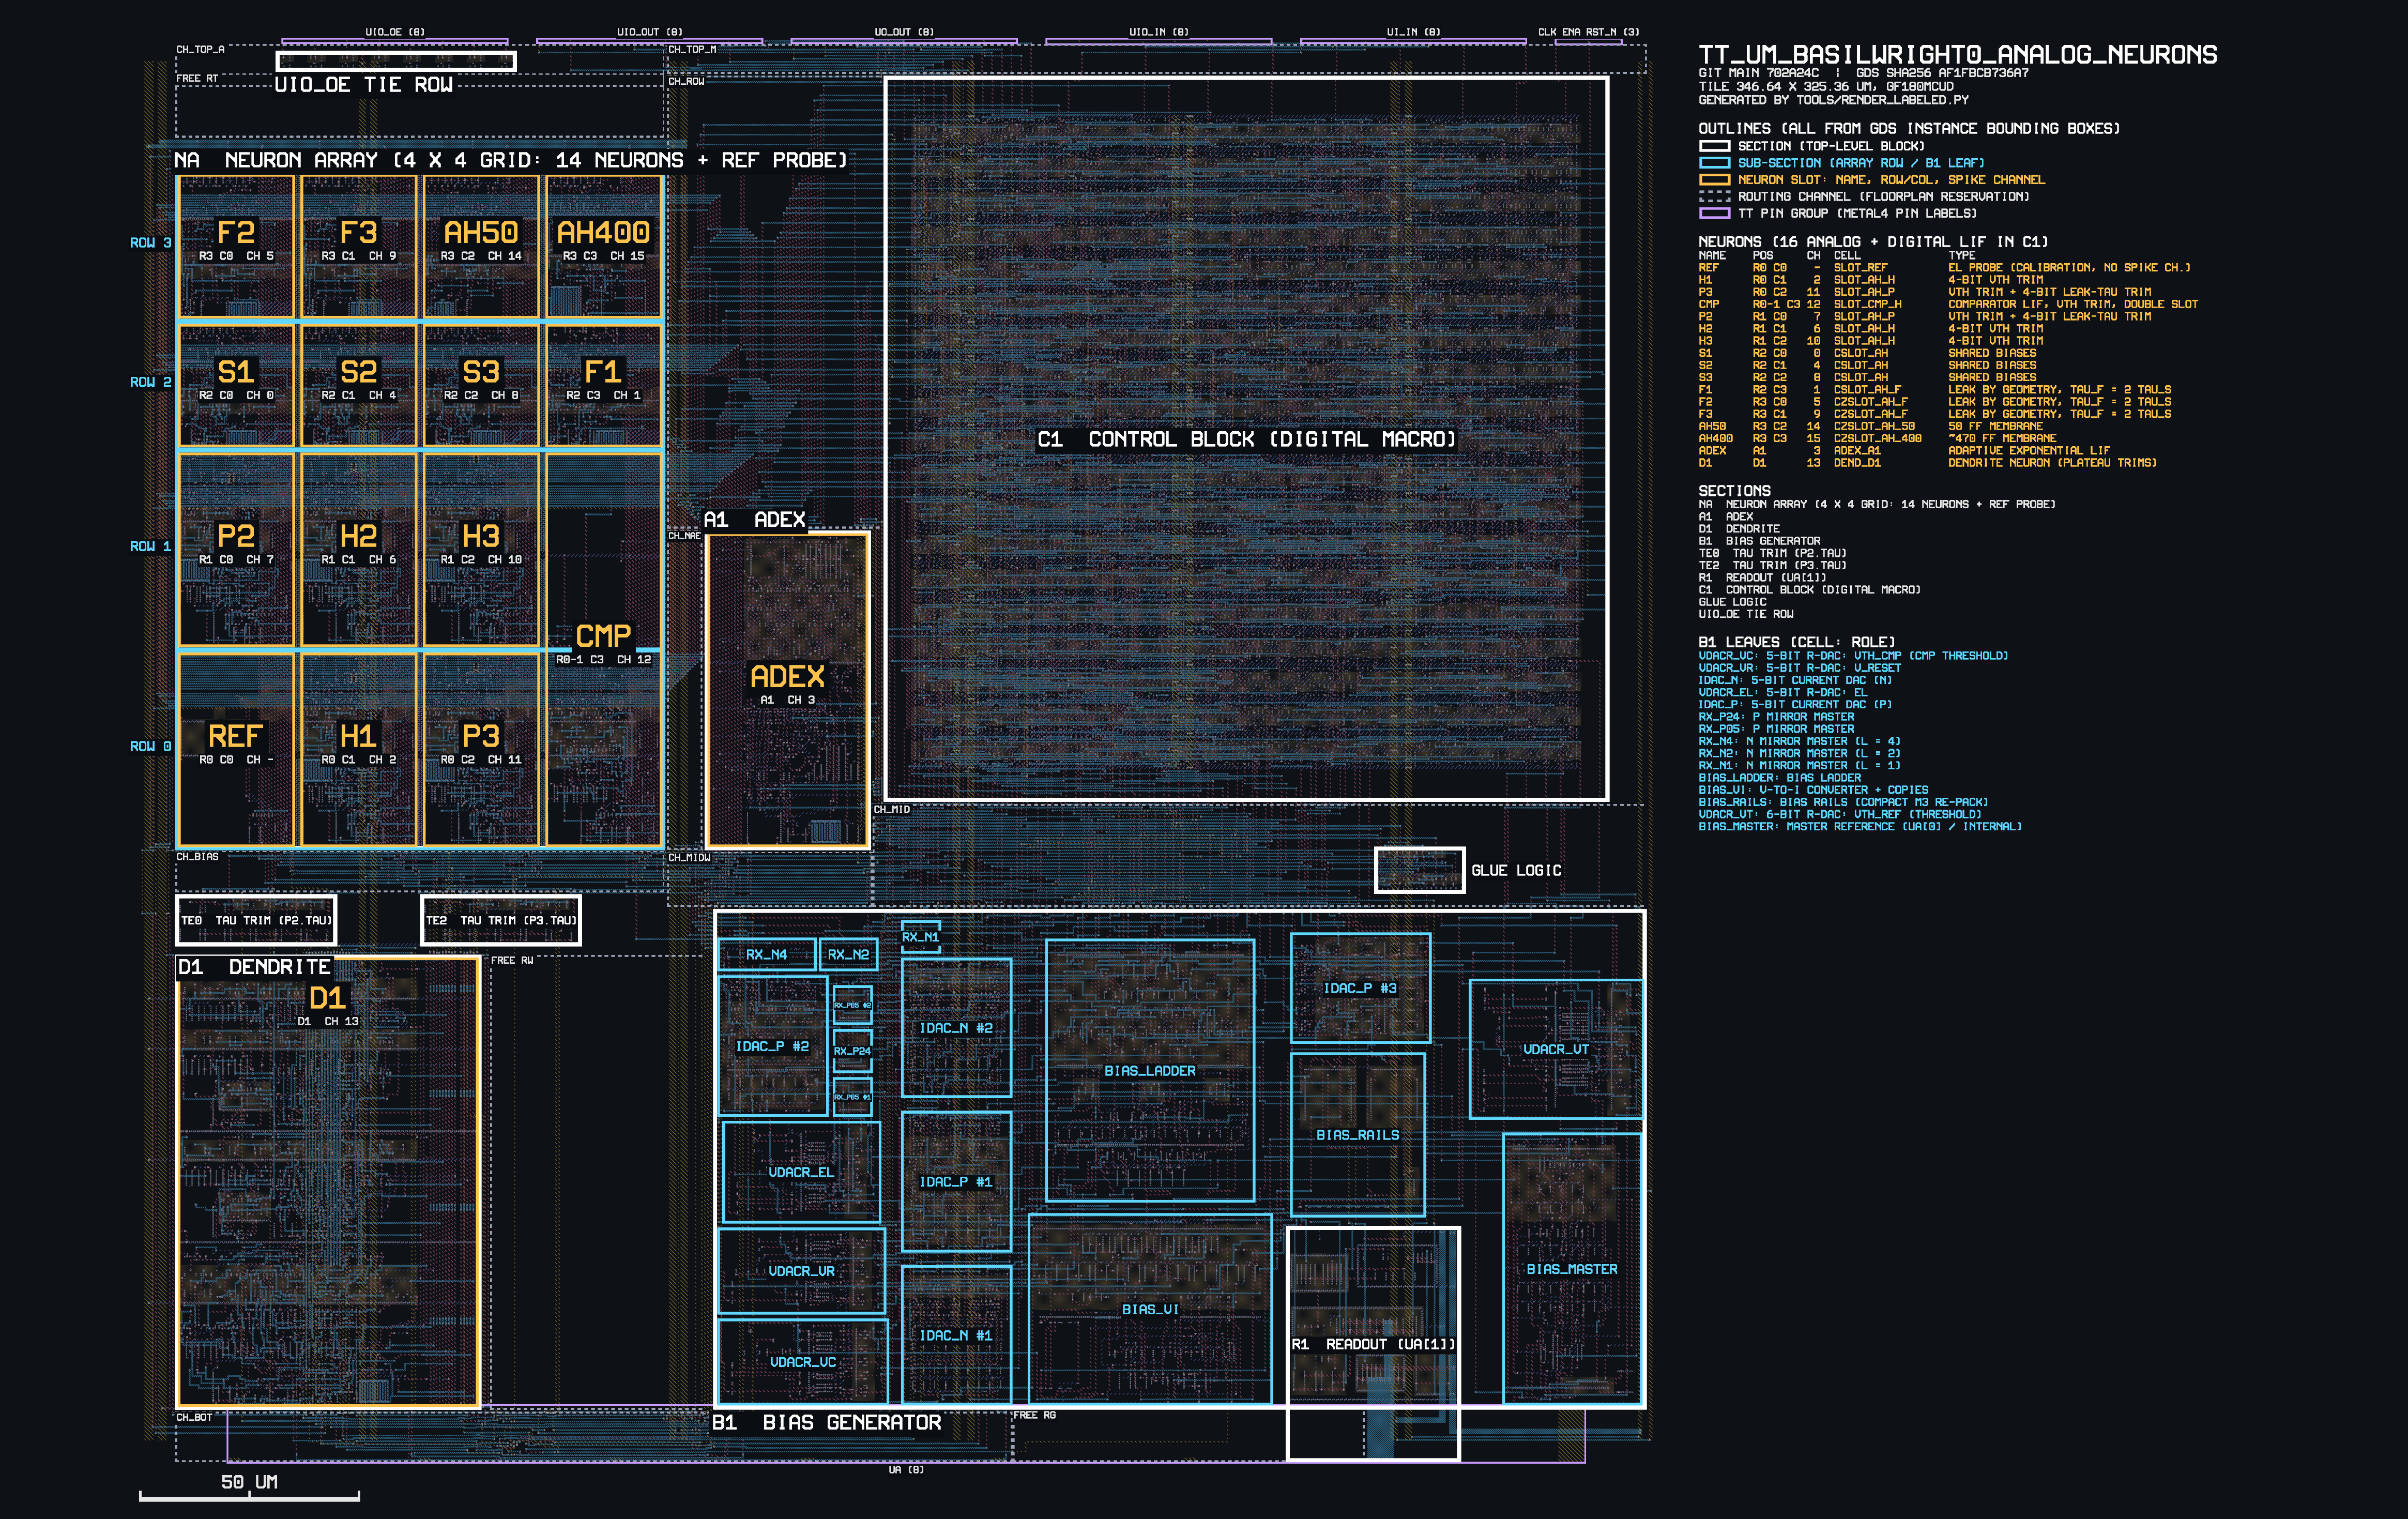 UIO_OE (8)
UIO_OUT (8)
UO_OUT (8)
UIO_IN (8)
UI_IN (8)
CLK ENA RST_N (3)
CH_TOP_A
CH_TOP_M
FREE RT
UIO_OE TIE ROW
CH_ROW
NA NEURON ARRAY (4 X 4 GRID: 14 NEURONS + REF PROBE)
ROW 3
F2
R3 C0 CH 5
F3
R3 C1 CH 9
AH50
R3 C2 CH 14
AH400
R3 C3 CH 15
ROW 2
S1
R2 C0 CH 0
S2
R2 C1 CH 4
S3
R2 C2 CH 8
F1
R2 C3 CH 1
C1 CONTROL BLOCK (DIGITAL MACRO)
ROW 1
P2
R1 C0 CH 7
H2
R1 C1 CH 6
H3
R1 C2 CH 10
CMP
R0-1 C3 CH 12
A1 ADEX
CH_NAE
ADEX
A1 CH 3
ROW 0
REF
R0 C0 CH -
H1
R0 C1 CH 2
P3
R0 C2 CH 11
CH_MID
CH_BIAS
CH_MIDW
GLUE LOGIC
TE0 TAU TRIM (P2.TAU)
TE2 TAU TRIM (P3.TAU)
D1 DENDRITE
FREE RW
D1
D1 CH 13
RX_N4
RX_N2
RX_N1
IDAC_P #2
RX_P05 #2
RX_P24
RX_P05 #1
IDAC_N #2
BIAS_LADDER
IDAC_P #3
VDACR_VT
BIAS_RAILS
VDACR_EL
IDAC_P #1
VDACR_VR
BIAS_VI
BIAS_MASTER
VDACR_VC
IDAC_N #1
R1 READOUT (UA[1])
CH_BOT
B1 BIAS GENERATOR
FREE RG
UA (8)
50 UM
TT_UM_BASILWRIGHT0_ANALOG_NEURONS
GIT MAIN 702A24C | GDS SHA256 AF1FBCB736A7
TILE 346.64 X 325.36 UM, GF180MCUD
GENERATED BY TOOLS/RENDER_LABELED.PY
OUTLINES (ALL FROM GDS INSTANCE BOUNDING BOXES)
SECTION (TOP-LEVEL BLOCK)
SUB-SECTION (ARRAY ROW / B1 LEAF)
NEURON SLOT: NAME, ROW/COL, SPIKE CHANNEL
ROUTING CHANNEL (FLOORPLAN RESERVATION)
TT PIN GROUP (METAL4 PIN LABELS)
NEURONS (16 ANALOG + DIGITAL LIF IN C1)
NAME POS CH CELL TYPE
REF R0 C0 - SLOT_REF EL PROBE (CALIBRATION, NO SPIKE CH.)
H1 R0 C1 2 SLOT_AH_H 4-BIT VTH TRIM
P3 R0 C2 11 SLOT_AH_P VTH TRIM + 4-BIT LEAK-TAU TRIM
CMP R0-1 C3 12 SLOT_CMP_H COMPARATOR LIF, VTH TRIM, DOUBLE SLOT
P2 R1 C0 7 SLOT_AH_P VTH TRIM + 4-BIT LEAK-TAU TRIM
H2 R1 C1 6 SLOT_AH_H 4-BIT VTH TRIM
H3 R1 C2 10 SLOT_AH_H 4-BIT VTH TRIM
S1 R2 C0 0 CSLOT_AH SHARED BIASES
S2 R2 C1 4 CSLOT_AH SHARED BIASES
S3 R2 C2 8 CSLOT_AH SHARED BIASES
F1 R2 C3 1 CSLOT_AH_F LEAK BY GEOMETRY, TAU_F = 2 TAU_S
F2 R3 C0 5 CZSLOT_AH_F LEAK BY GEOMETRY, TAU_F = 2 TAU_S
F3 R3 C1 9 CZSLOT_AH_F LEAK BY GEOMETRY, TAU_F = 2 TAU_S
AH50 R3 C2 14 CZSLOT_AH_50 50 FF MEMBRANE
AH400 R3 C3 15 CZSLOT_AH_400 ~470 FF MEMBRANE
ADEX A1 3 ADEX_A1 ADAPTIVE EXPONENTIAL LIF
D1 D1 13 DEND_D1 DENDRITE NEURON (PLATEAU TRIMS)
SECTIONS
NA NEURON ARRAY (4 X 4 GRID: 14 NEURONS + REF PROBE)
A1 ADEX
D1 DENDRITE
B1 BIAS GENERATOR
TE0 TAU TRIM (P2.TAU)
TE2 TAU TRIM (P3.TAU)
R1 READOUT (UA[1])
C1 CONTROL BLOCK (DIGITAL MACRO)
GLUE LOGIC
UIO_OE TIE ROW
B1 LEAVES (CELL: ROLE)
VDACR_VC: 5-BIT R-DAC: VTH_CMP (CMP THRESHOLD)
VDACR_VR: 5-BIT R-DAC: V_RESET
IDAC_N: 5-BIT CURRENT DAC (N)
VDACR_EL: 5-BIT R-DAC: EL
IDAC_P: 5-BIT CURRENT DAC (P)
RX_P24: P MIRROR MASTER
RX_P05: P MIRROR MASTER
RX_N4: N MIRROR MASTER (L = 4)
RX_N2: N MIRROR MASTER (L = 2)
RX_N1: N MIRROR MASTER (L = 1)
BIAS_LADDER: BIAS LADDER
BIAS_VI: V-TO-I CONVERTER + COPIES
BIAS_RAILS: BIAS RAILS (COMPACT M3 RE-PACK)
VDACR_VT: 6-BIT R-DAC: VTH_REF (THRESHOLD)
BIAS_MASTER: MASTER REFERENCE (UA[0] / INTERNAL)